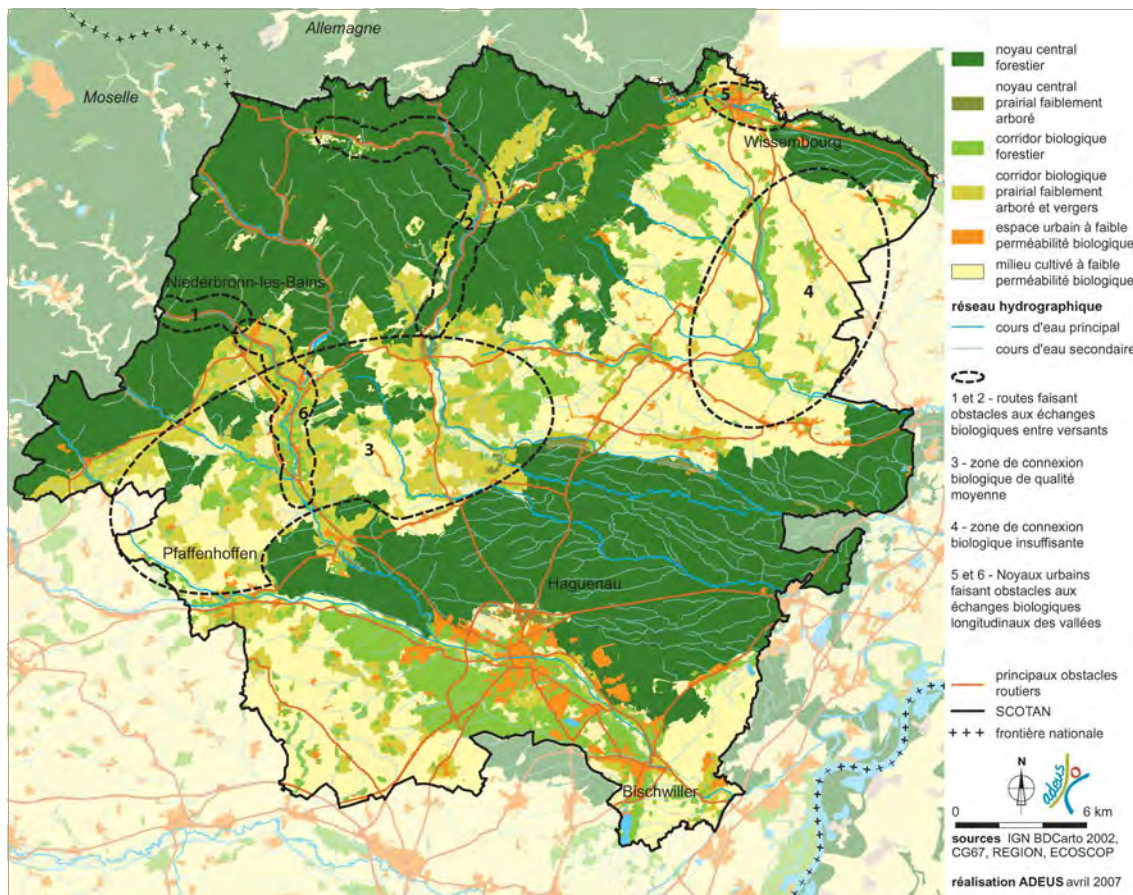 Allemagne
Moselle
5
Wissembourg
2
Niederbronn-les-Bains
1
4
6
3
Pfaffenhoffen
Haguenau
Bischwiller
noyau central
forestier
noyau central
prairial faiblement
arboré
corridor biologique
forestier
corridor biologique
prairial faiblement
arboré et vergers
espace urbain à faible
perméabilité biologique
milieu cultivé à faible
perméabilité biologique
réseau hydrographique
cours d'eau principal
cours d'eau secondaire
1 et 2 - routes faisant
obstacles aux échanges
biologiques entre versants
3 - zone de connexion
biologique de qualité
moyenne
4 - zone de connexion
biologique insuffisante
5 et 6 - Noyaux urbains
faisant obstacles aux
échanges biologiques
longitudinaux des vallées
principaux obstacles
routiers
SCOTAN
frontière nationale
N
adeus
0 6 km
sources IGN BDCarto 2002,
CG67, REGION, ECOSCOP
réalisation ADEUS avril 2007